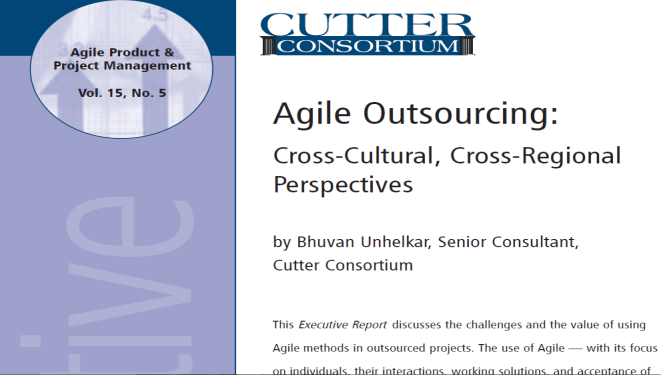 Agile Product &
Project Management
Vol. 15, No. 5
tive
CUTTER
CONSORTIUM
Agile Outsourcing:
Cross-Cultural, Cross-Regional
Perspectives
by Bhuvan Unhelkar, Senior Consultant,
Cutter Consortium
This Executive Report discusses the challenges and the value of using
Agile methods in outsourced projects. The use of Agile — with its focus
on individuals, their interactions, working solutions, and acceptance of